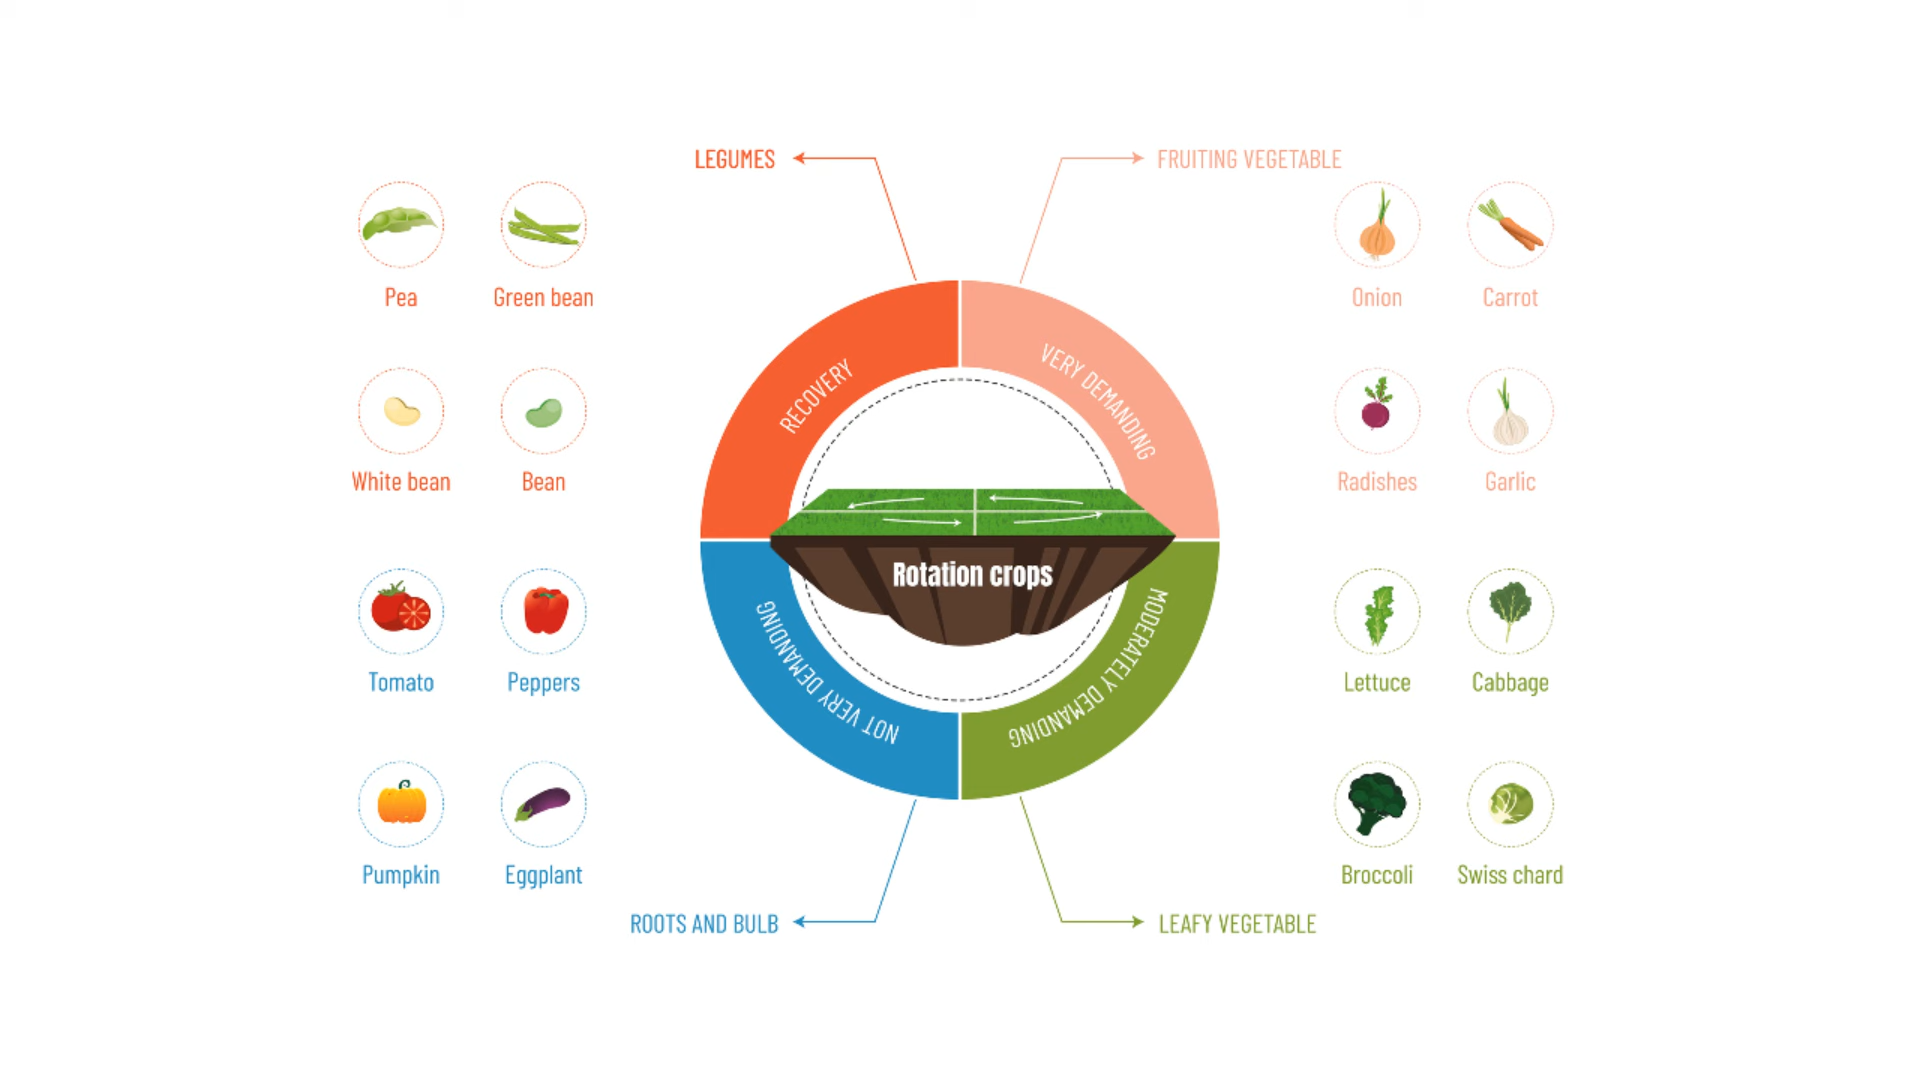 LEGUMES
FRUITING VEGETABLE
Pea
Green bean
Onion
Carrot
RECOVERY
VERY DEMANDING
White bean
Bean
Radishes
Garlic
Rotation crops
NOT VERY DEMANDING
MODERATELY DEMANDING
Tomato
Peppers
Lettuce
Cabbage
Pumpkin
Eggplant
Broccoli
Swiss chard
ROOTS AND BULB
LEAFY VEGETABLE